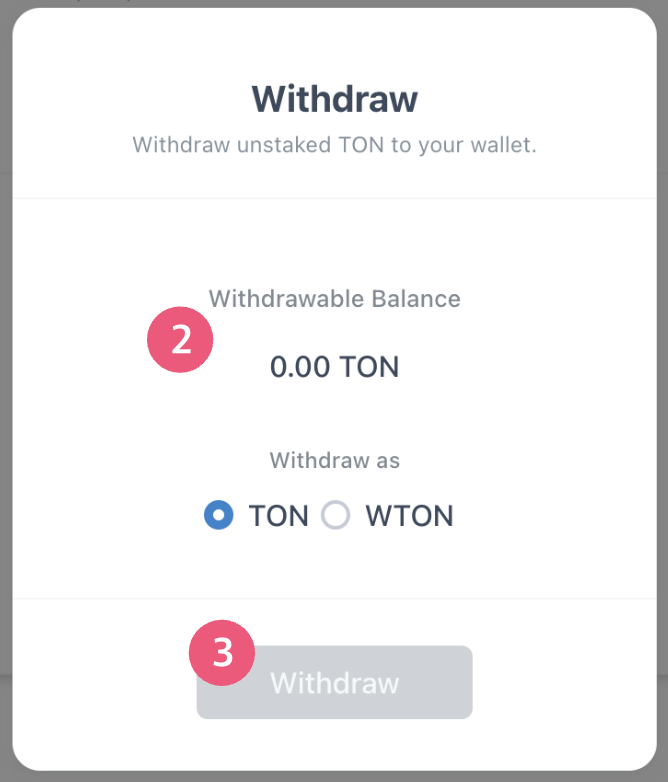 Withdraw
Withdraw unstaked TON to your wallet.
Withdrawable Balance
2
0.00 TON
Withdraw as
TON WTON
3
Withdraw